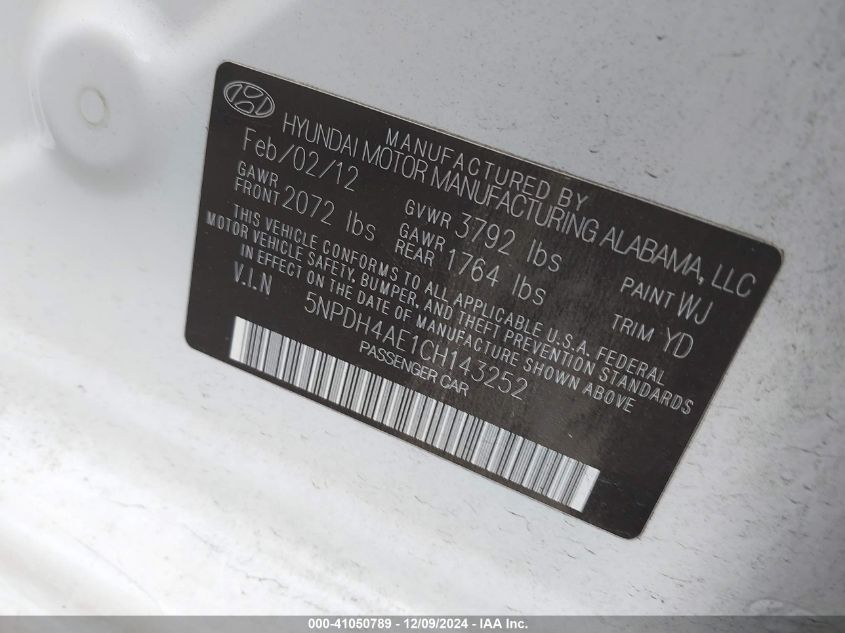 MANUFACTURED BY
HYUNDAI MOTOR MANUFACTURING ALABAMA, LLC
Feb/02/12 GVWR 3792 lbs PAINT WJ
GAWR FRONT 2072 lbs GAWR REAR 1764 lbs TRIM YD
THIS VEHICLE CONFORMS TO ALL APPLICABLE U.S.A. FEDERAL
MOTOR VEHICLE SAFETY, BUMPER, AND THEFT PREVENTION STANDARDS
IN EFFECT ON THE DATE OF MANUFACTURE SHOWN ABOVE
V.I.N 5NPDH4AE1CH143252
PASSENGER CAR
000-41050789 - 12/09/2024 - IAA Inc.